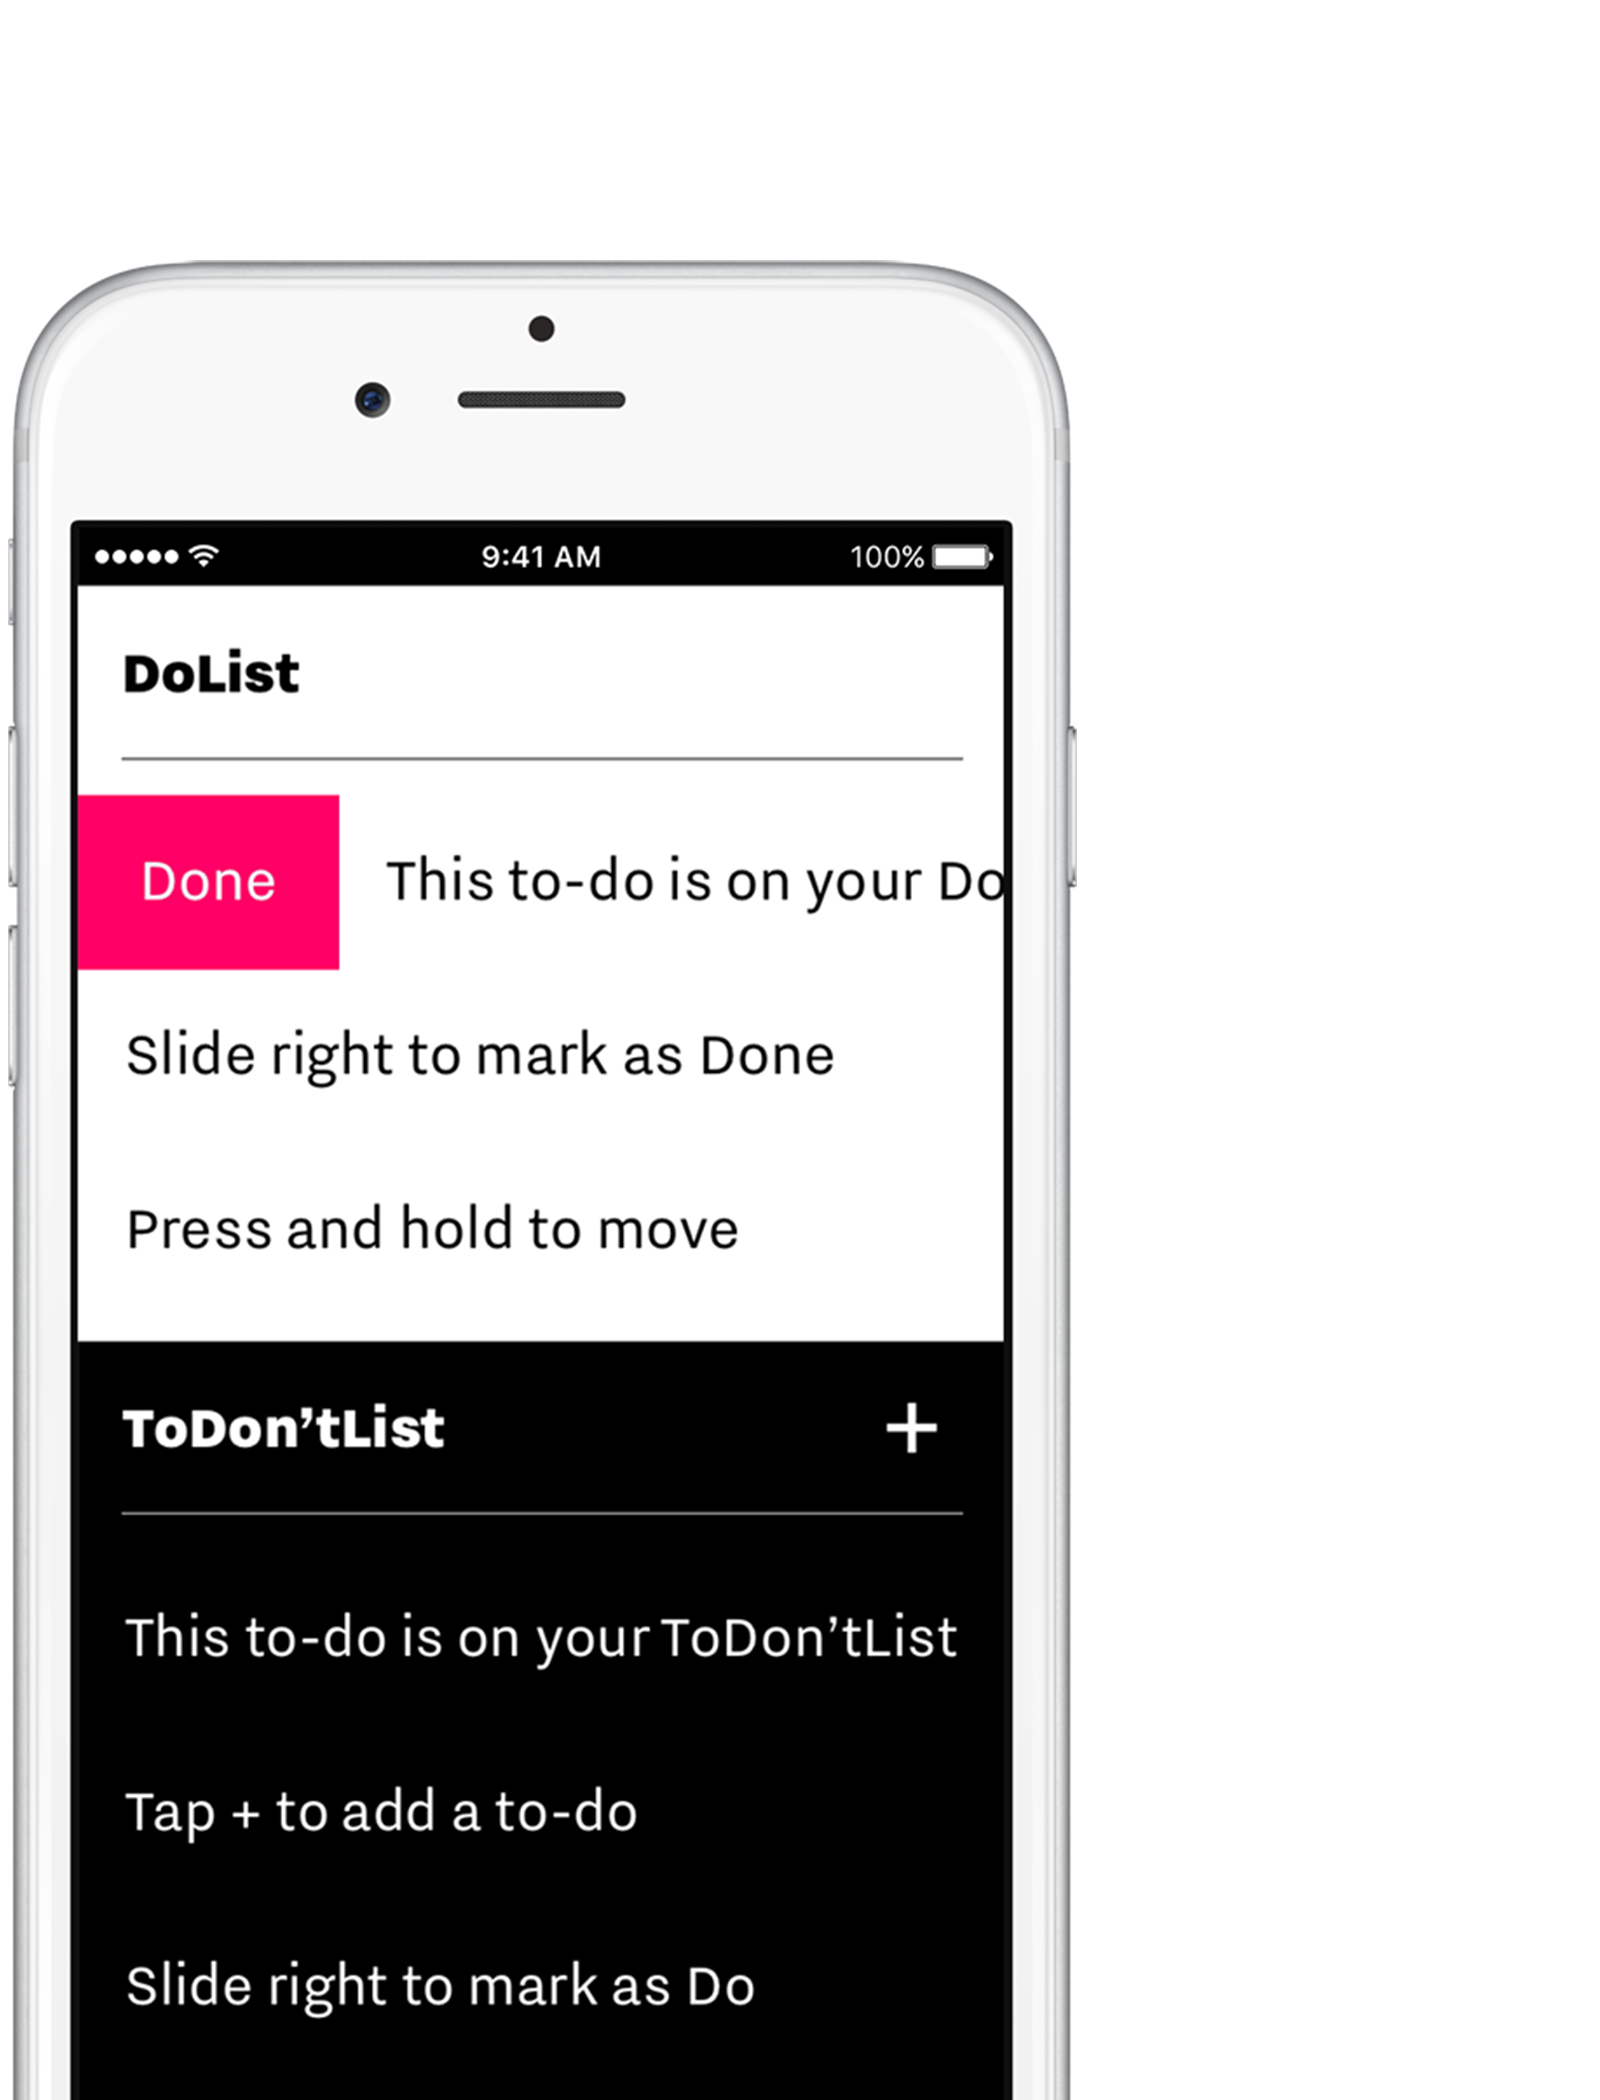 9:41 AM 100%
DoList
Done This to-do is on your Do
Slide right to mark as Done
Press and hold to move
ToDon’tList +
This to-do is on your ToDon’tList
Tap + to add a to-do
Slide right to mark as Do